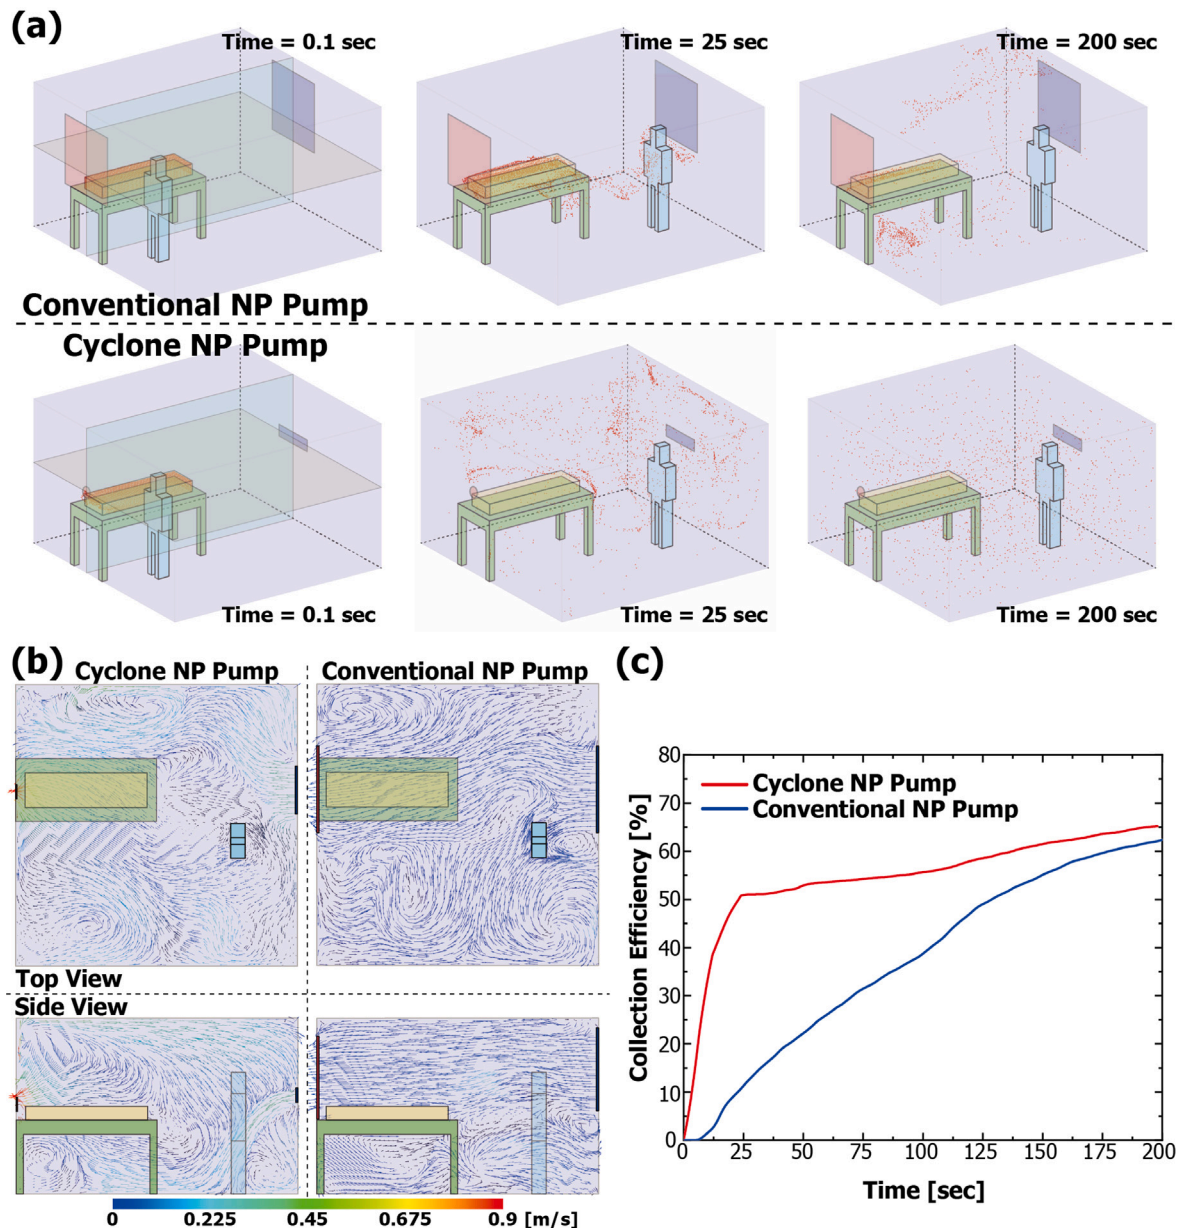 (a)
Time = 0.1 sec
Time = 25 sec
Time = 200 sec
Conventional NP Pump
Cyclone NP Pump
Time = 0.1 sec
Time = 25 sec
Time = 200 sec
(b)
Cyclone NP Pump
Conventional NP Pump
Top View
Side View
0 0.225 0.45 0.675 0.9 [m/s]
(c)
Collection Efficiency [%]
80
70
60
50
40
30
20
10
0
Cyclone NP Pump
Conventional NP Pump
0 25 50 75 100 125 150 175 200
Time [sec]